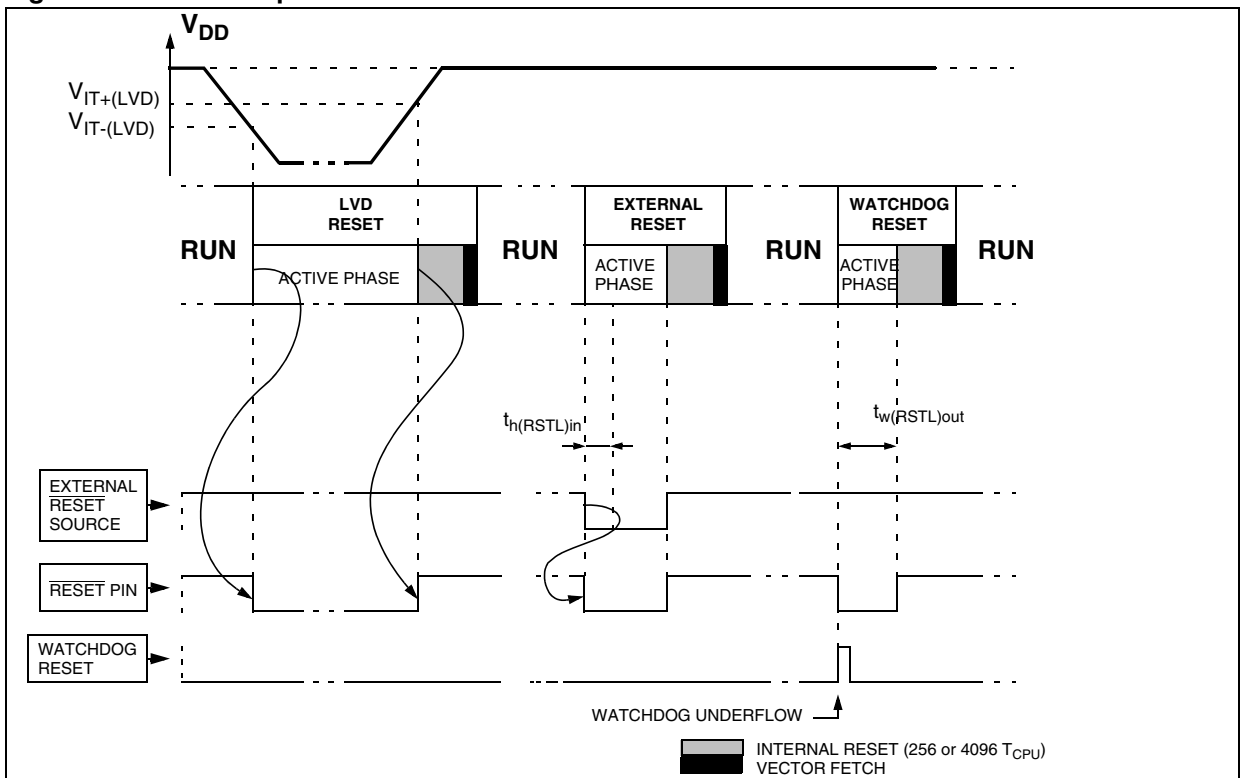 V_DD
V_IT+(LVD)
V_IT-(LVD)
LVD
RESET
EXTERNAL
RESET
WATCHDOG
RESET
RUN
RUN
RUN
RUN
ACTIVE PHASE
ACTIVE
PHASE
ACTIVE
PHASE
t_h(RSTL)in
t_w(RSTL)out
EXTERNAL
RESET
SOURCE
RESET PIN
WATCHDOG
RESET
WATCHDOG UNDERFLOW
INTERNAL RESET (256 or 4096 T_CPU)
VECTOR FETCH